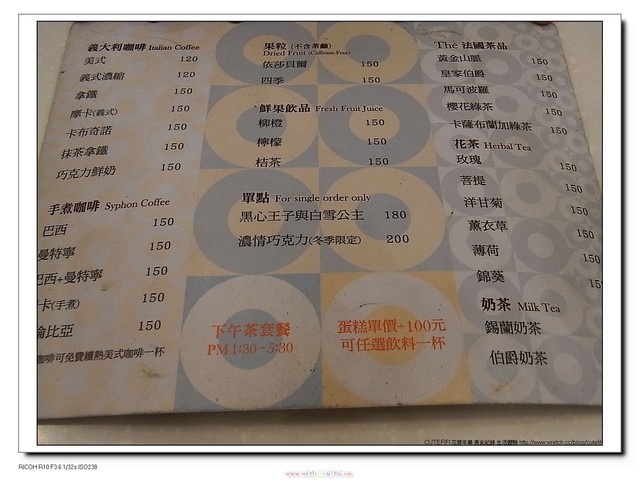 義大利咖啡 Italian Coffee
美式 120
義式濃縮 120
拿鐵 150
摩卡(義式) 150
卡布奇諾 150
抹茶拿鐵 150
巧克力鮮奶 150
手煮咖啡 Syphon Coffee
巴西 150
曼特寧 150
巴西+曼特寧 150
卡(手煮) 150
倫比亞 150
咖啡可免費續熱美式咖啡一杯
果粒(不含茶鹼)
Dried Fruit (Caffeine-Free)
依莎貝爾 150
四季 150
鮮果飲品 Fresh Fruit Juice
柳橙 150
檸檬 150
桔茶 150
單點 For single order only
黑心王子與白雪公主 180
濃情巧克力(冬季限定) 200
下午茶套餐
PM 1:30-5:30
蛋糕單價+100元
可任選飲料一杯
Thé 法國茶品
黃金山脈 150
皇家伯爵 150
馬可波羅 150
櫻花綠茶 150
卡薩布蘭加綠茶 150
花茶 Herbal Tea
玫瑰 150
菩提 150
洋甘菊 150
薰衣草 150
薄荷 150
錦葵 15
奶茶 Milk Tea
錫蘭奶茶
伯爵奶茶
RICOH R10 F3.6 1/32s ISO238